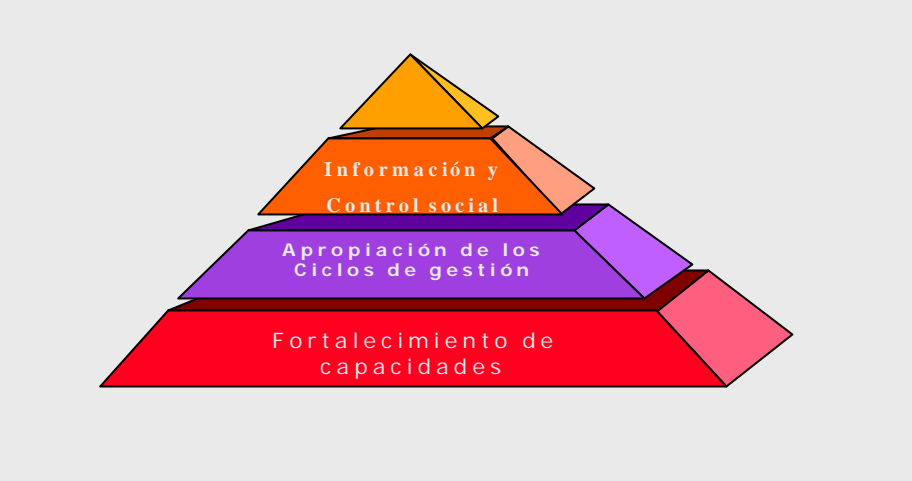 Información y
Control social
Apropiación de los
Ciclos de gestión
Fortalecimiento de
capacidades